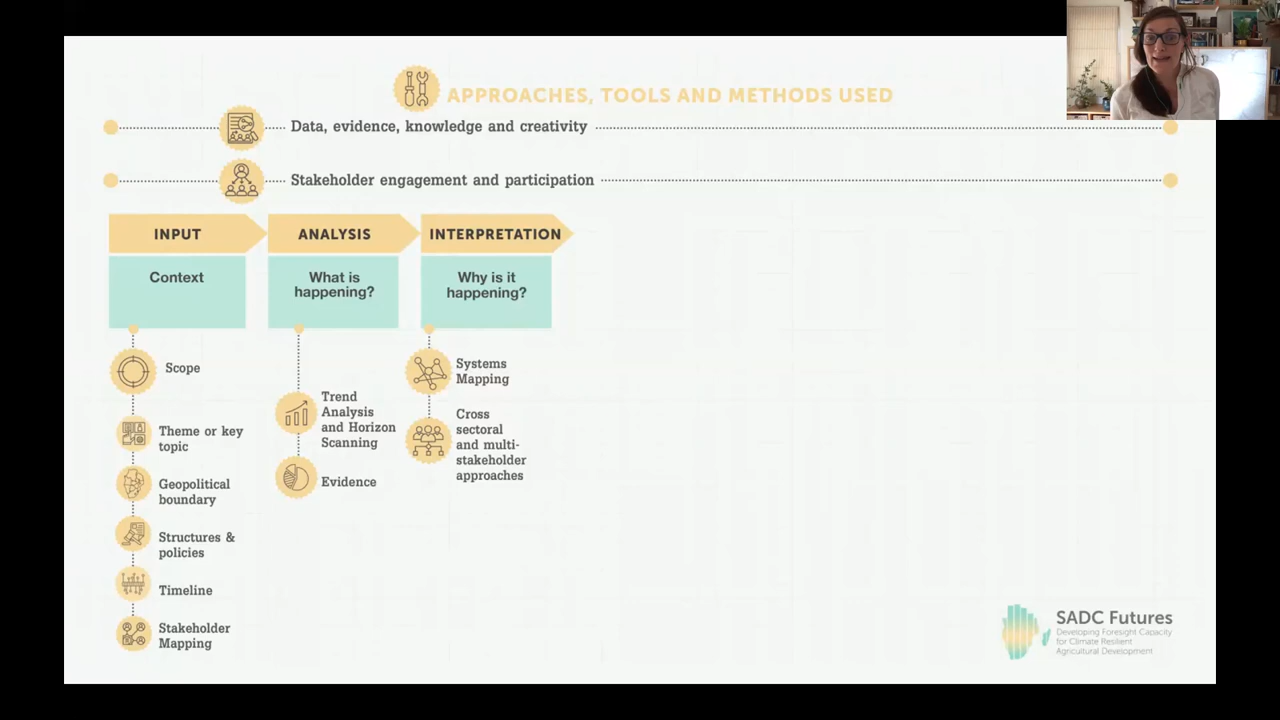 APPROACHES, TOOLS AND METHODS USED
Data, evidence, knowledge and creativity
Stakeholder engagement and participation
INPUT
ANALYSIS
INTERPRETATION
Context
What is
happening?
Why is it
happening?
Scope
Theme or key
topic
Geopolitical
boundary
Structures &
policies
Timeline
Stakeholder
Mapping
Trend
Analysis
and Horizon
Scanning
Evidence
Systems
Mapping
Cross
sectoral
and multi-
stakeholder
approaches
SADC Futures
Developing Foresight Capacity
for Climate Resilient
Agricultural Development